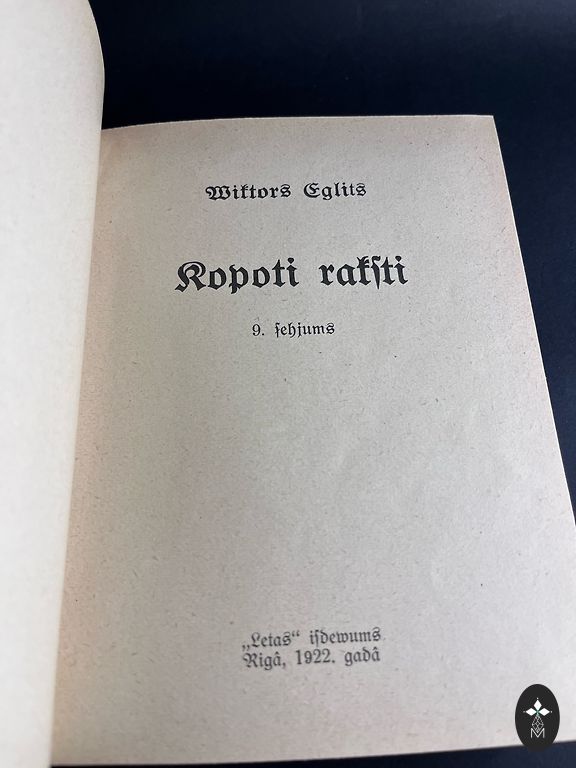 Wiktors Eglits
Kopoti rakſti
9. ſehjums
„Letas“ iſdewums
Rigâ, 1922. gadâ
M